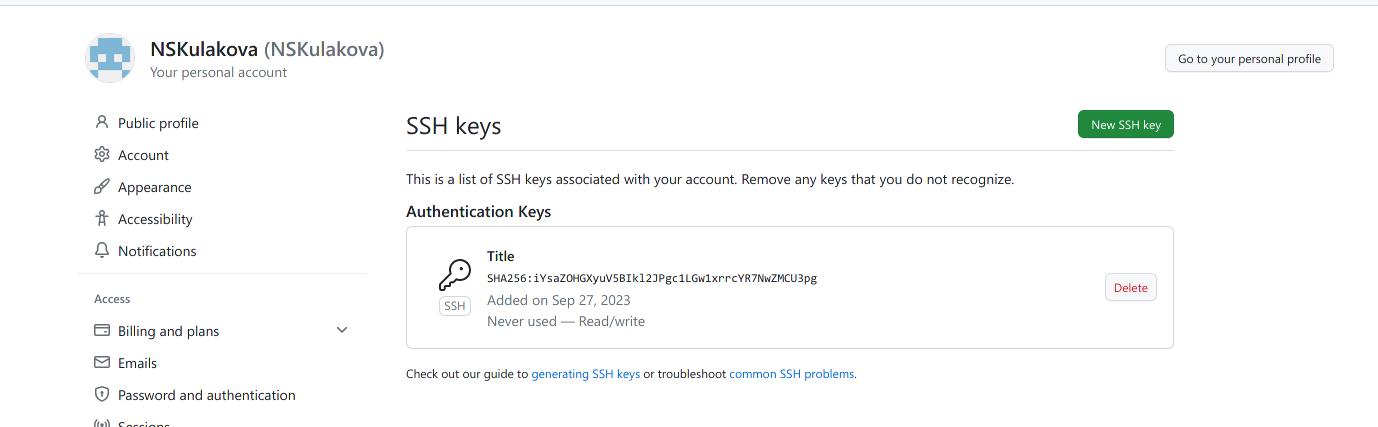 NSKulakova (NSKulakova)
Your personal account
Go to your personal profile
Public profile
Account
Appearance
Accessibility
Notifications
Access
Billing and plans
Emails
Password and authentication
Sessions
SSH keys
New SSH key
This is a list of SSH keys associated with your account. Remove any keys that you do not recognize.
Authentication Keys
Title
SHA256:iYsaZOHGXyuV5BIkl2JPgc1LGw1xrrcYR7NwZMCU3pg
Added on Sep 27, 2023
Never used — Read/write
SSH
Delete
Check out our guide to generating SSH keys or troubleshoot common SSH problems.